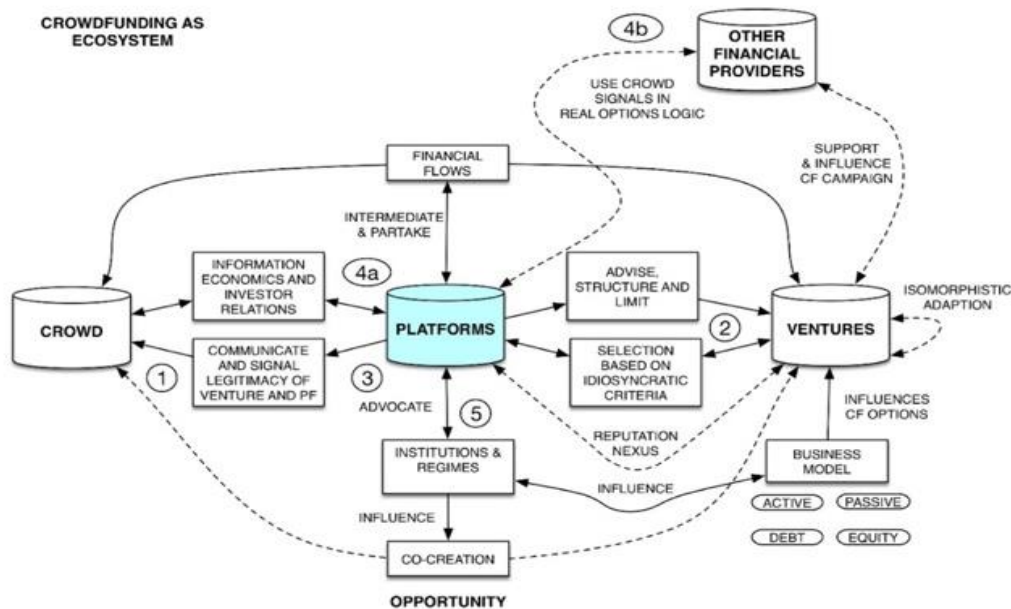 CROWDFUNDING AS
ECOSYSTEM
4b
OTHER
FINANCIAL
PROVIDERS
USE CROWD
SIGNALS IN
REAL OPTIONS LOGIC
SUPPORT
& INFLUENCE
CF CAMPAIGN
FINANCIAL
FLOWS
INTERMEDIATE
& PARTAKE
INFORMATION
ECONOMICS AND
INVESTOR
RELATIONS
4a
ADVISE,
STRUCTURE AND
LIMIT
ISOMORPHISTIC
ADAPTION
CROWD
PLATFORMS
VENTURES
2
COMMUNICATE
AND SIGNAL
LEGITIMACY OF
VENTURE AND PF
1
3
SELECTION
BASED ON
IDIOSYNCRATIC
CRITERIA
ADVOCATE
5
INFLUENCES
CF OPTIONS
REPUTATION
NEXUS
INSTITUTIONS &
REGIMES
BUSINESS
MODEL
INFLUENCE
ACTIVE
PASSIVE
INFLUENCE
DEBT
EQUITY
CO-CREATION
OPPORTUNITY